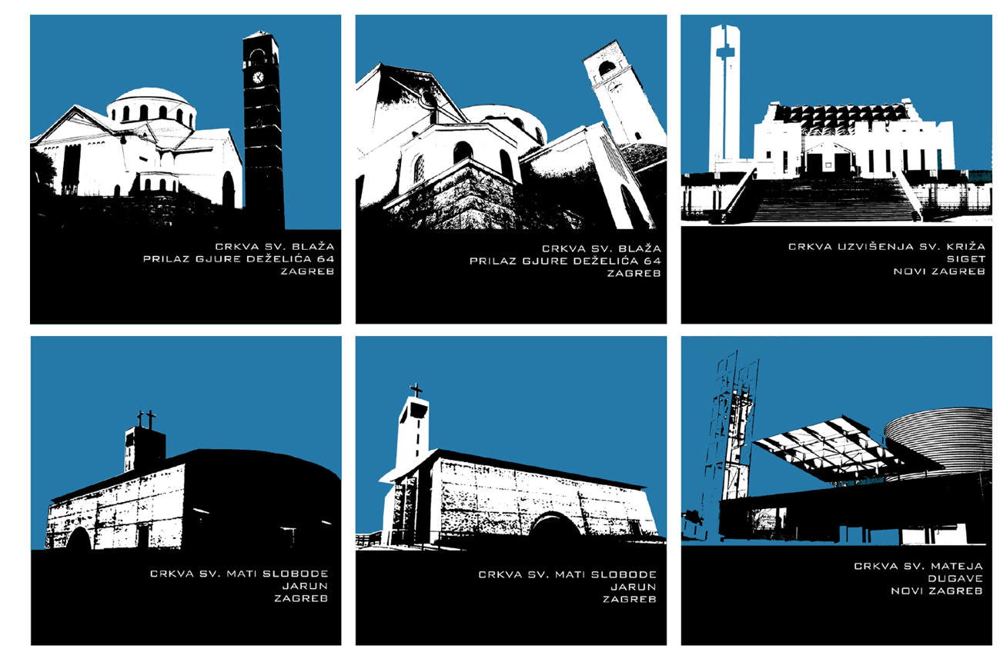 CRKVA SV. BLAŽA
PRILAZ GJURE DEŽELIĆA 64
ZAGREB
CRKVA SV. BLAŽA
PRILAZ GJURE DEŽELIĆA 64
ZAGREB
CRKVA UZVIŠENJA SV. KRIŽA
SIGET
NOVI ZAGREB
CRKVA SV. MATI SLOBODE
JARUN
ZAGREB
CRKVA SV. MATI SLOBODE
JARUN
ZAGREB
CRKVA SV. MATEJA
DUGAVE
NOVI ZAGREB